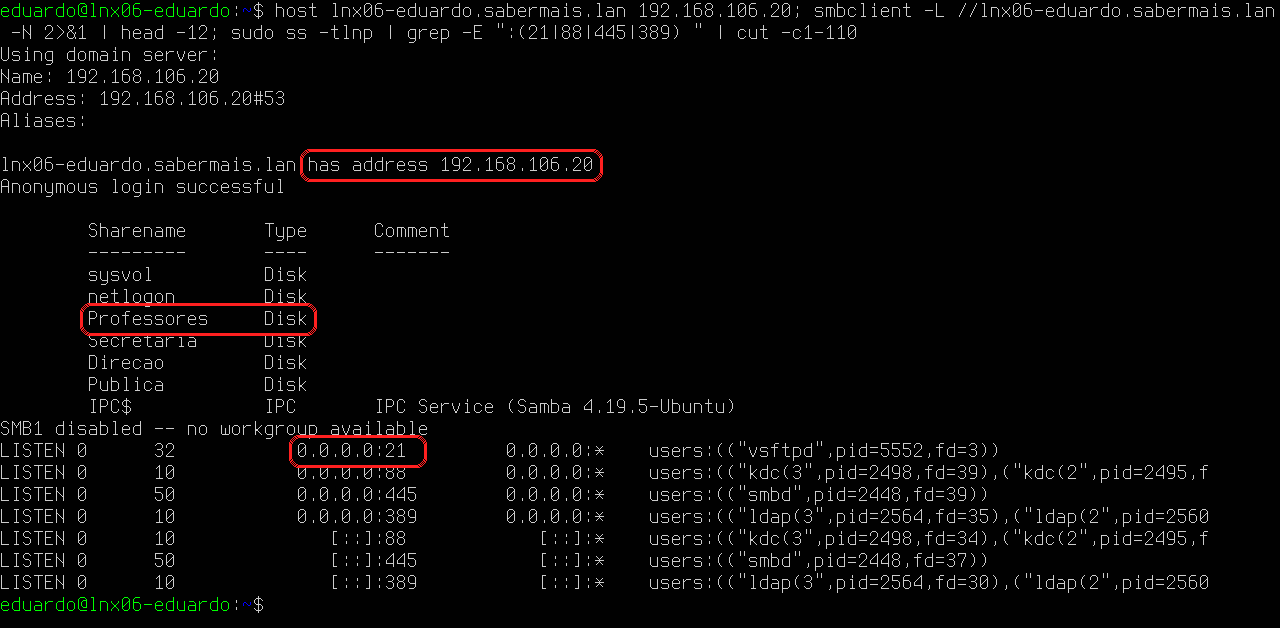 eduardo@lnx06-eduardo:~$ host lnx06-eduardo.sabermais.lan 192.168.106.20; smbclient -L //lnx06-eduardo.sabermais.lan
-N 2>&1 | head -12; sudo ss -tlnp | grep -E ":(21|88|445|389) " | cut -c1-110
Using domain server:
Name: 192.168.106.20
Address: 192.168.106.20#53
Aliases:
lnx06-eduardo.sabermais.lan has address 192.168.106.20
Anonymous login successful
Sharename Type Comment
--------- ---- -------
sysvol Disk
netlogon Disk
Professores Disk
Secretaria Disk
Direcao Disk
Publica Disk
IPC$ IPC IPC Service (Samba 4.19.5-Ubuntu)
SMB1 disabled -- no workgroup available
LISTEN 0 32 0.0.0.0:21 0.0.0.0:* users:(("vsftpd",pid=5552,fd=3))
LISTEN 0 10 0.0.0.0:88 0.0.0.0:* users:(("kdc(3",pid=2498,fd=39),("kdc(2",pid=2495,f
LISTEN 0 50 0.0.0.0:445 0.0.0.0:* users:(("smbd",pid=2448,fd=39))
LISTEN 0 10 0.0.0.0:389 0.0.0.0:* users:(("ldap(3",pid=2564,fd=35),("ldap(2",pid=2560
LISTEN 0 10 [::]:88 [::]:* users:(("kdc(3",pid=2498,fd=34),("kdc(2",pid=2495,f
LISTEN 0 50 [::]:445 [::]:* users:(("smbd",pid=2448,fd=37))
LISTEN 0 10 [::]:389 [::]:* users:(("ldap(3",pid=2564,fd=30),("ldap(2",pid=2560
eduardo@lnx06-eduardo:~$